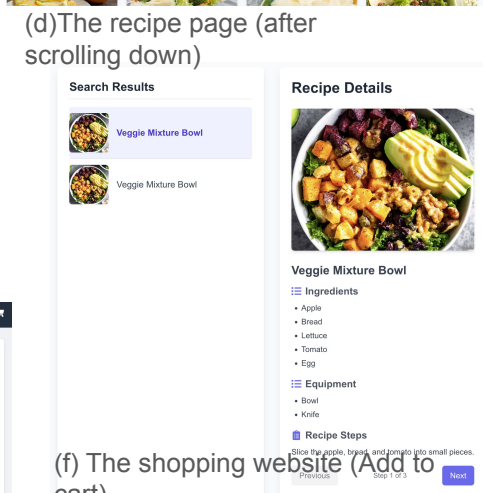 (d)The recipe page (after
scrolling down)
Search Results
Veggie Mixture Bowl
Veggie Mixture Bowl
Recipe Details
Veggie Mixture Bowl
Ingredients
• Apple
• Bread
• Lettuce
• Tomato
• Egg
Equipment
• Bowl
• Knife
Recipe Steps
Slice the apple, bread, and tomato into small pieces.
Previous
Step 1 of 3
Next
(f) The shopping website (Add to
cart)